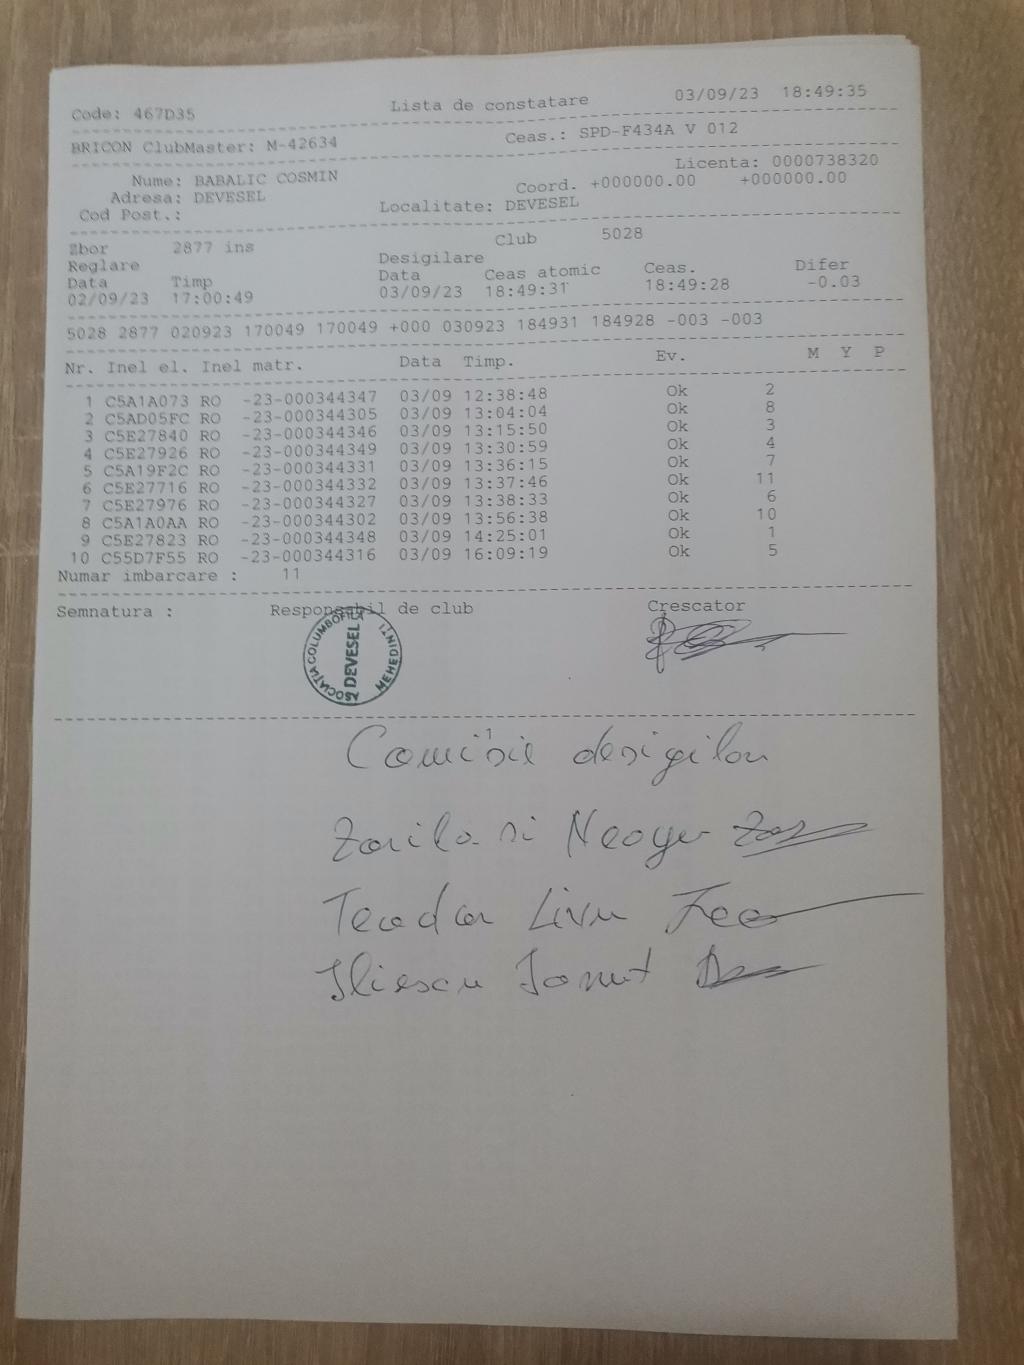 Code: 467D35 Lista de constatare 03/09/23 18:49:35
BRICON ClubMaster: M-42634 Ceas.: SPD-F434A V 012
Licenta: 0000738320
Nume: BABALIC COSMIN Coord. +000000.00 +000000.00
Adresa: DEVESEL
Cod Post.: Localitate: DEVESEL
Zbor 2877 ins Club 5028
Reglare Desigilare
Data Timp Data Ceas atomic Ceas. Difer
02/09/23 17:00:49 03/09/23 18:49:31 18:49:28 -0.03
5028 2877 020923 170049 170049 +000 030923 184931 184928 -003 -003
Nr. Inel el. Inel matr. Data Timp. Ev. M Y P
1 C5A1A073 RO -23-000344347 03/09 12:38:48 Ok 2
2 C5AD05FC RO -23-000344305 03/09 13:04:04 Ok 8
3 C5E27840 RO -23-000344346 03/09 13:15:50 Ok 3
4 C5E27926 RO -23-000344349 03/09 13:30:59 Ok 4
5 C5A19F2C RO -23-000344331 03/09 13:36:15 Ok 7
6 C5E27716 RO -23-000344332 03/09 13:37:46 Ok 11
7 C5E27976 RO -23-000344327 03/09 13:38:33 Ok 6
8 C5A1A0AA RO -23-000344302 03/09 13:56:38 Ok 10
9 C5E27823 RO -23-000344348 03/09 14:25:01 Ok 1
10 C55D7F55 RO -23-000344316 03/09 16:09:19 Ok 5
Numar imbarcare : 11
Semnatura : Responsabil de club Crescator
COLUMBOFILA
DEVESEL
MEHEDINTI
Comisie desigilor
Zorila si Neagu
Teodor Liviu
Iliescu Ionut